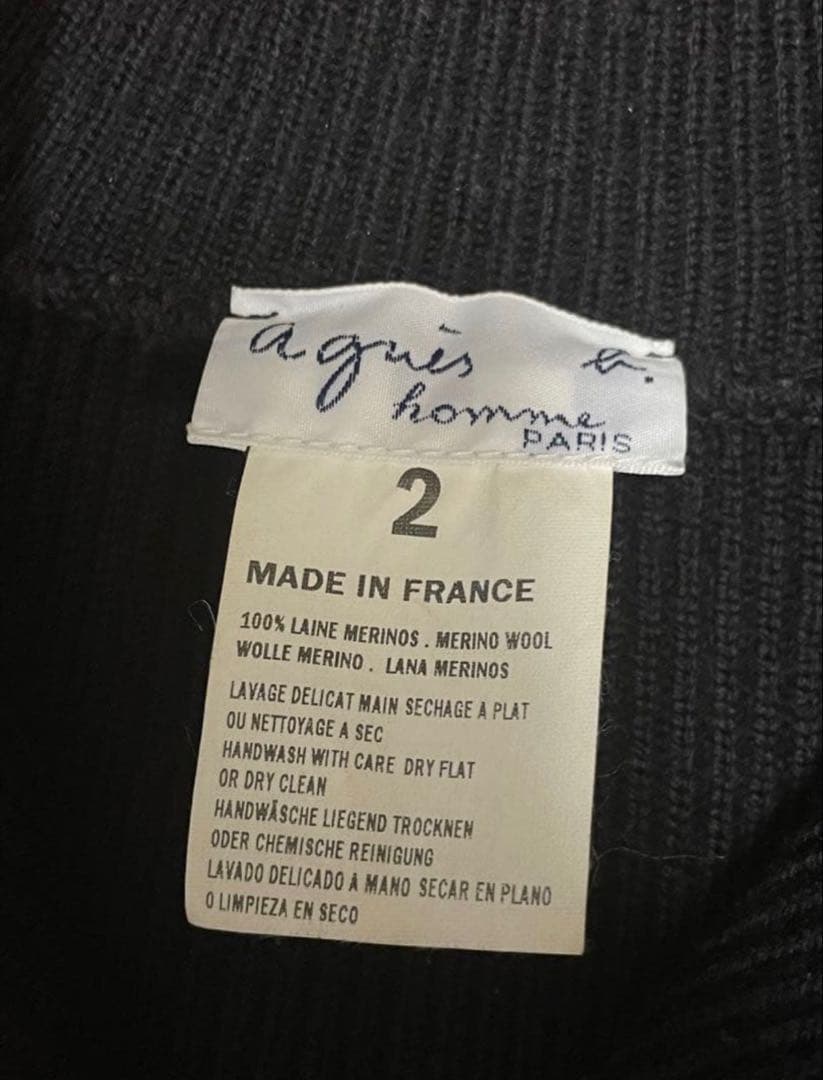 agnès b.
homme
PARIS
2
MADE IN FRANCE
100% LAINE MERINOS . MERINO WOOL
WOLLE MERINO . LANA MERINOS
LAVAGE DELICAT MAIN SECHAGE A PLAT
OU NETTOYAGE A SEC
HANDWASH WITH CARE DRY FLAT
OR DRY CLEAN
HANDWÄSCHE LIEGEND TROCKNEN
ODER CHEMISCHE REINIGUNG
LAVADO DELICADO A MANO SECAR EN PLANO
O LIMPIEZA EN SECO